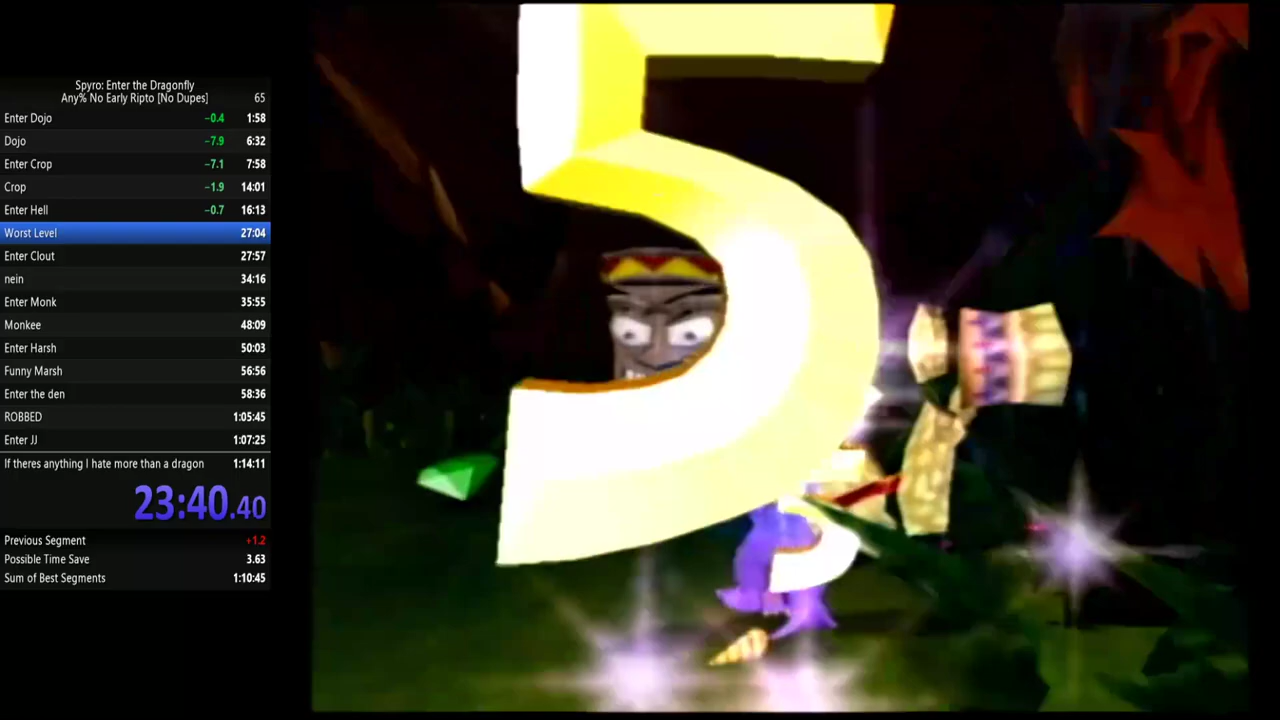 Spyro: Enter the Dragonfly
Any% No Early Ripto [No Dupes] 65
Enter Dojo −0.4 1:58
Dojo −7.9 6:32
Enter Crop −7.1 7:58
Crop −1.9 14:01
Enter Hell −0.7 16:13
Worst Level 27:04
Enter Clout 27:57
nein 34:16
Enter Monk 35:55
Monkee 48:09
Enter Harsh 50:03
Funny Marsh 56:56
Enter the den 58:36
ROBBED 1:05:45
Enter JJ 1:07:25
If theres anything I hate more than a dragon 1:14:11
23:40.40
Previous Segment +1.2
Possible Time Save 3.63
Sum of Best Segments 1:10:45
5
5